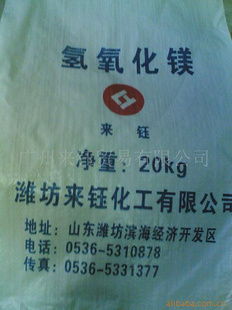 氢氧化镁
来钰
净重：20kg
潍坊来钰化工有限公司
地址：山东潍坊滨海经济开发区
电话：0536-5310878
传真：0536-5331377